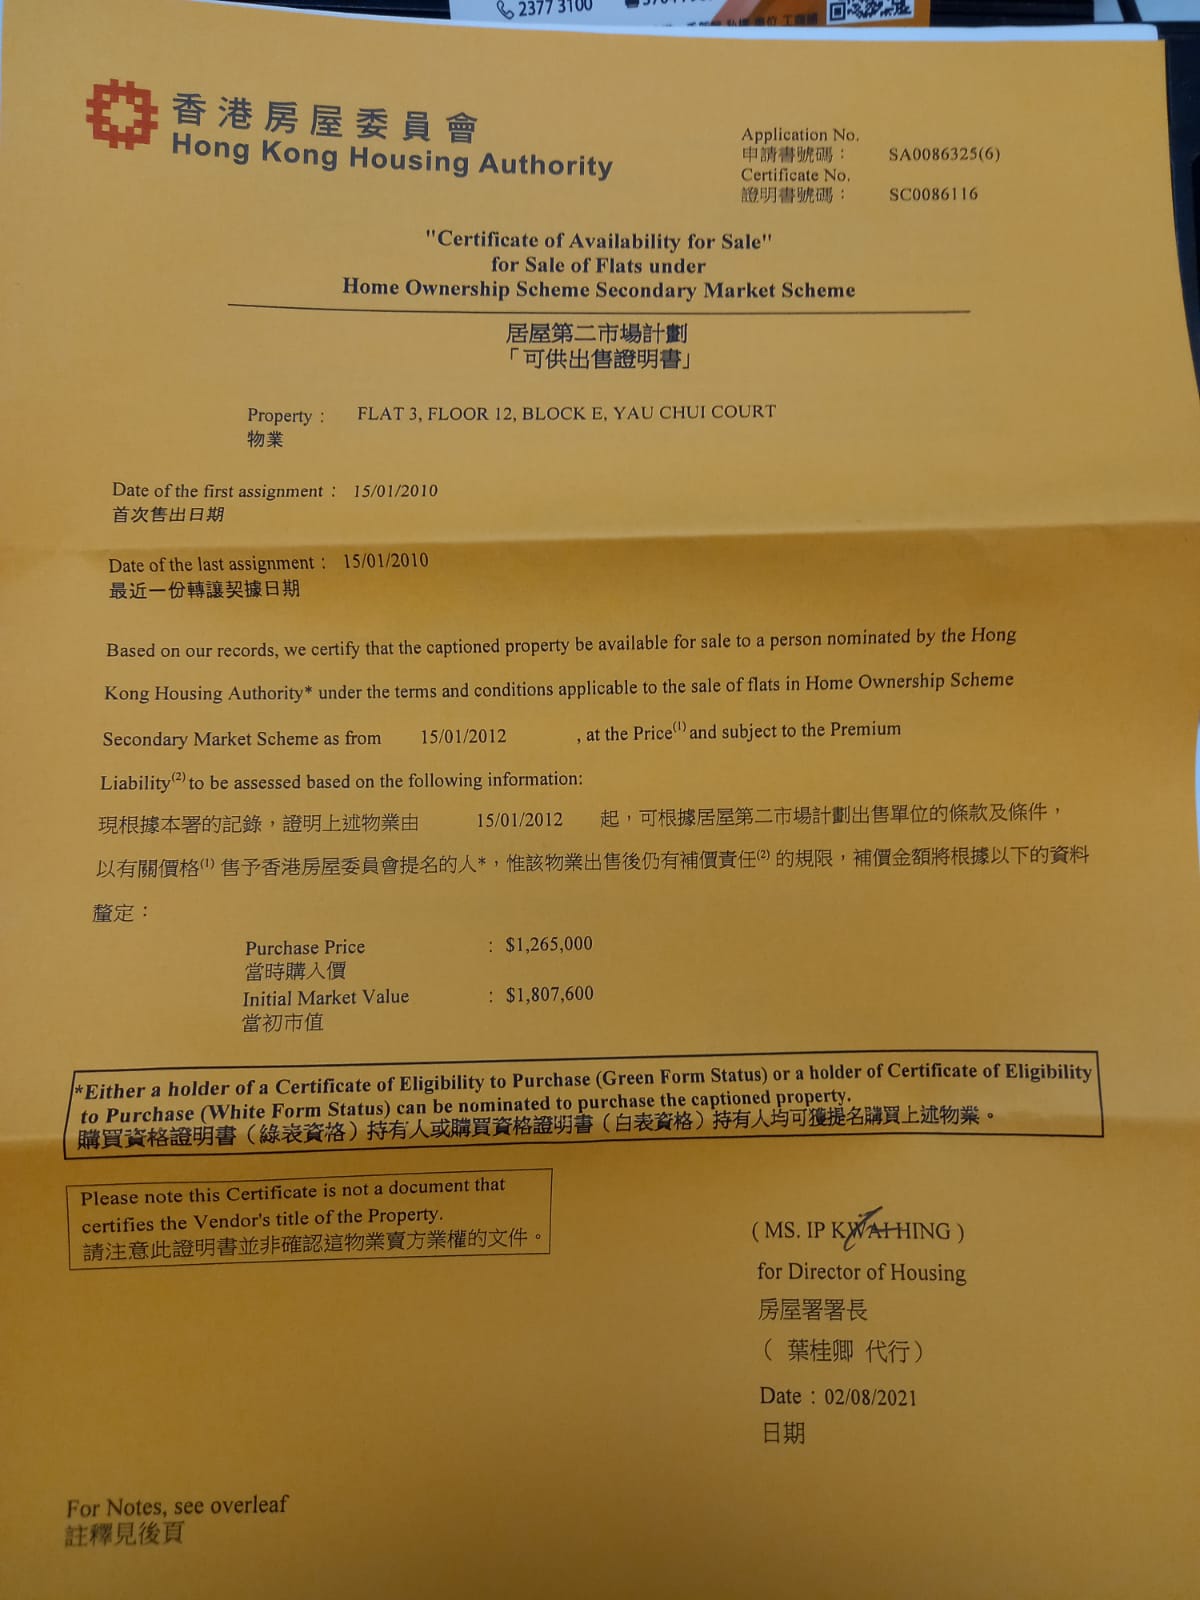 2377 3100
香港房屋委員會
Hong Kong Housing Authority
Application No.
申請書號碼： SA0086325(6)
Certificate No.
證明書號碼： SC0086116
"Certificate of Availability for Sale"
for Sale of Flats under
Home Ownership Scheme Secondary Market Scheme
居屋第二市場計劃
「可供出售證明書」
Property : FLAT 3, FLOOR 12, BLOCK E, YAU CHUI COURT
物業
Date of the first assignment : 15/01/2010
首次售出日期
Date of the last assignment : 15/01/2010
最近一份轉讓契據日期
Based on our records, we certify that the captioned property be available for sale to a person nominated by the Hong
Kong Housing Authority* under the terms and conditions applicable to the sale of flats in Home Ownership Scheme
Secondary Market Scheme as from 15/01/2012 , at the Price(1) and subject to the Premium
Liability(2) to be assessed based on the following information:
現根據本署的記錄，證明上述物業由 15/01/2012 起，可根據居屋第二市場計劃出售單位的條款及條件，
以有關價格(1) 售予香港房屋委員會提名的人*，惟該物業出售後仍有補價責任(2) 的規限，補價金額將根據以下的資料
釐定：
Purchase Price : $1,265,000
當時購入價
Initial Market Value : $1,807,600
當初市值
*Either a holder of a Certificate of Eligibility to Purchase (Green Form Status) or a holder of Certificate of Eligibility
to Purchase (White Form Status) can be nominated to purchase the captioned property.
購買資格證明書（綠表資格）持有人或購買資格證明書（白表資格）持有人均可獲提名購買上述物業。
Please note this Certificate is not a document that
certifies the Vendor's title of the Property.
請注意此證明書並非確認這物業賣方業權的文件。
( MS. IP KWAI HING )
for Director of Housing
房屋署署長
（ 葉桂卿 代行）
Date : 02/08/2021
日期
For Notes, see overleaf
註釋見後頁